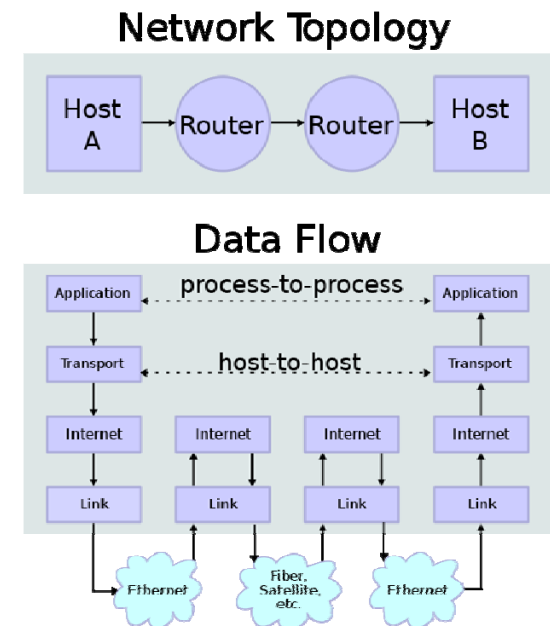 Network Topology
Host
A
Router
Router
Host
B
Data Flow
Application
process-to-process
Application
Transport
host-to-host
Transport
Internet
Internet
Internet
Internet
Link
Link
Link
Link
Ethernet
Fiber,
Satellite,
etc.
Ethernet